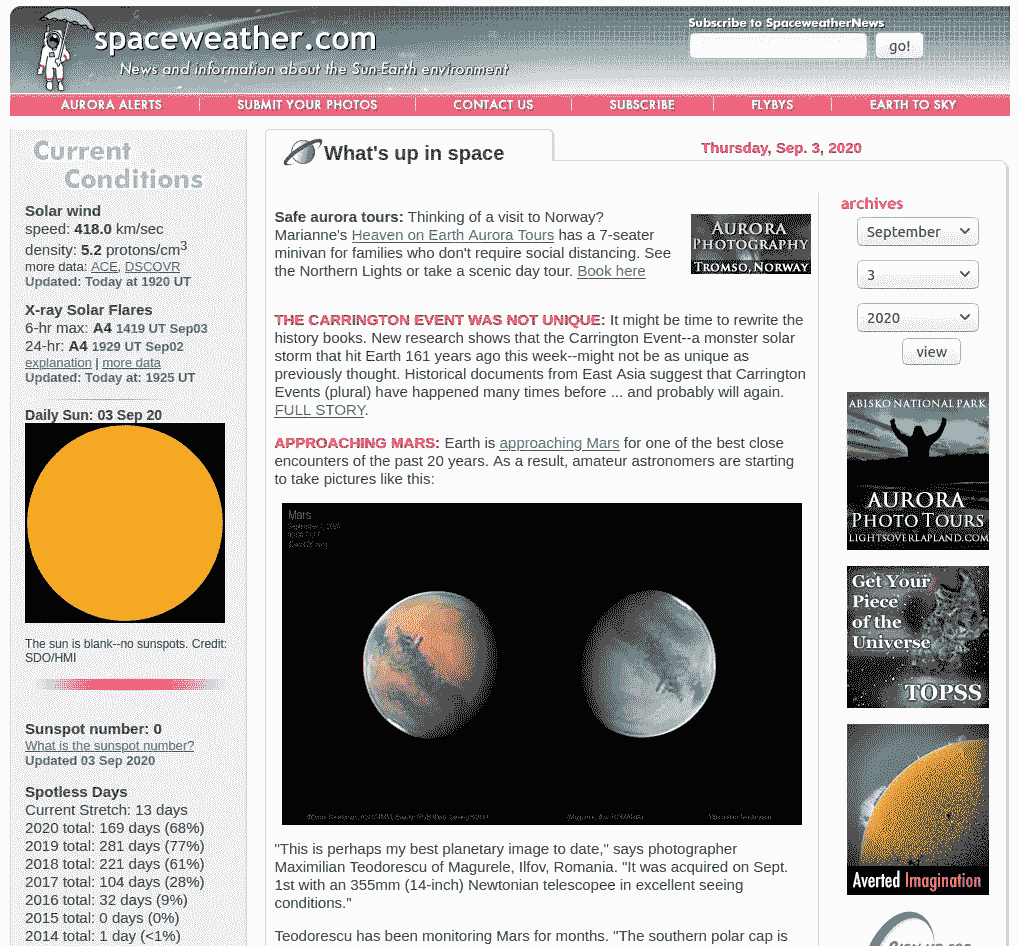 spaceweather.com
News and information about the Sun-Earth environment
Subscribe to SpaceweatherNews
go!
AURORA ALERTS SUBMIT YOUR PHOTOS CONTACT US SUBSCRIBE FLYBYS EARTH TO SKY
Current
Conditions
Solar wind
speed: 418.0 km/sec
density: 5.2 protons/cm3
more data: ACE, DSCOVR
Updated: Today at 1920 UT
X-ray Solar Flares
6-hr max: A4 1419 UT Sep03
24-hr: A4 1929 UT Sep02
explanation | more data
Updated: Today at: 1925 UT
Daily Sun: 03 Sep 20
The sun is blank--no sunspots. Credit:
SDO/HMI
Sunspot number: 0
What is the sunspot number?
Updated 03 Sep 2020
Spotless Days
Current Stretch: 13 days
2020 total: 169 days (68%)
2019 total: 281 days (77%)
2018 total: 221 days (61%)
2017 total: 104 days (28%)
2016 total: 32 days (9%)
2015 total: 0 days (0%)
2014 total: 1 day (<1%)
What's up in space
Thursday, Sep. 3, 2020
Safe aurora tours: Thinking of a visit to Norway?
Marianne's Heaven on Earth Aurora Tours has a 7-seater
minivan for families who don't require social distancing. See
the Northern Lights or take a scenic day tour. Book here
AURORA
PHOTOGRAPHY
TROMSO, NORWAY
THE CARRINGTON EVENT WAS NOT UNIQUE: It might be time to rewrite the
history books. New research shows that the Carrington Event--a monster solar
storm that hit Earth 161 years ago this week--might not be as unique as
previously thought. Historical documents from East Asia suggest that Carrington
Events (plural) have happened many times before ... and probably will again.
FULL STORY.
APPROACHING MARS: Earth is approaching Mars for one of the best close
encounters of the past 20 years. As a result, amateur astronomers are starting
to take pictures like this:
Mars
"This is perhaps my best planetary image to date," says photographer
Maximilian Teodorescu of Magurele, Ilfov, Romania. "It was acquired on Sept.
1st with an 355mm (14-inch) Newtonian telescopee in excellent seeing
conditions."
Teodorescu has been monitoring Mars for months. "The southern polar cap is
archives
September
3
2020
view
ABISKO NATIONAL PARK
AURORA
PHOTO TOURS
LIGHTSOVERLAPLAND.COM
Get Your
Piece
of the
Universe
TOPSS
Averted Imagination
SIGN UP FOR